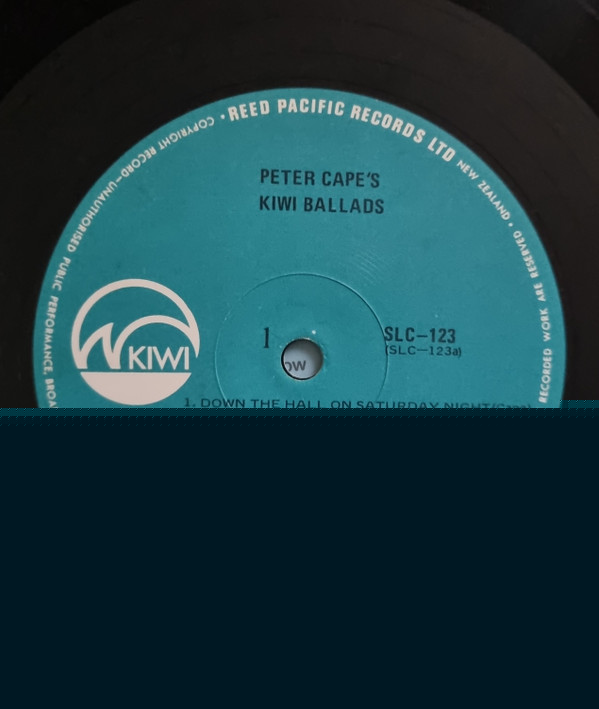 COPYRIGHT RECORD—UNAUTHORISED PUBLIC PERFORMANCE,
• REED PACIFIC RECORDS LTD NEW ZEALAND •
RECORDED WORK ARE RESERVED
PETER CAPE'S
KIWI BALLADS
1
SLC—123
(SLC—123a)
KIWI
1. DOWN THE HALL ON SATURDAY NIGHT (Cape)